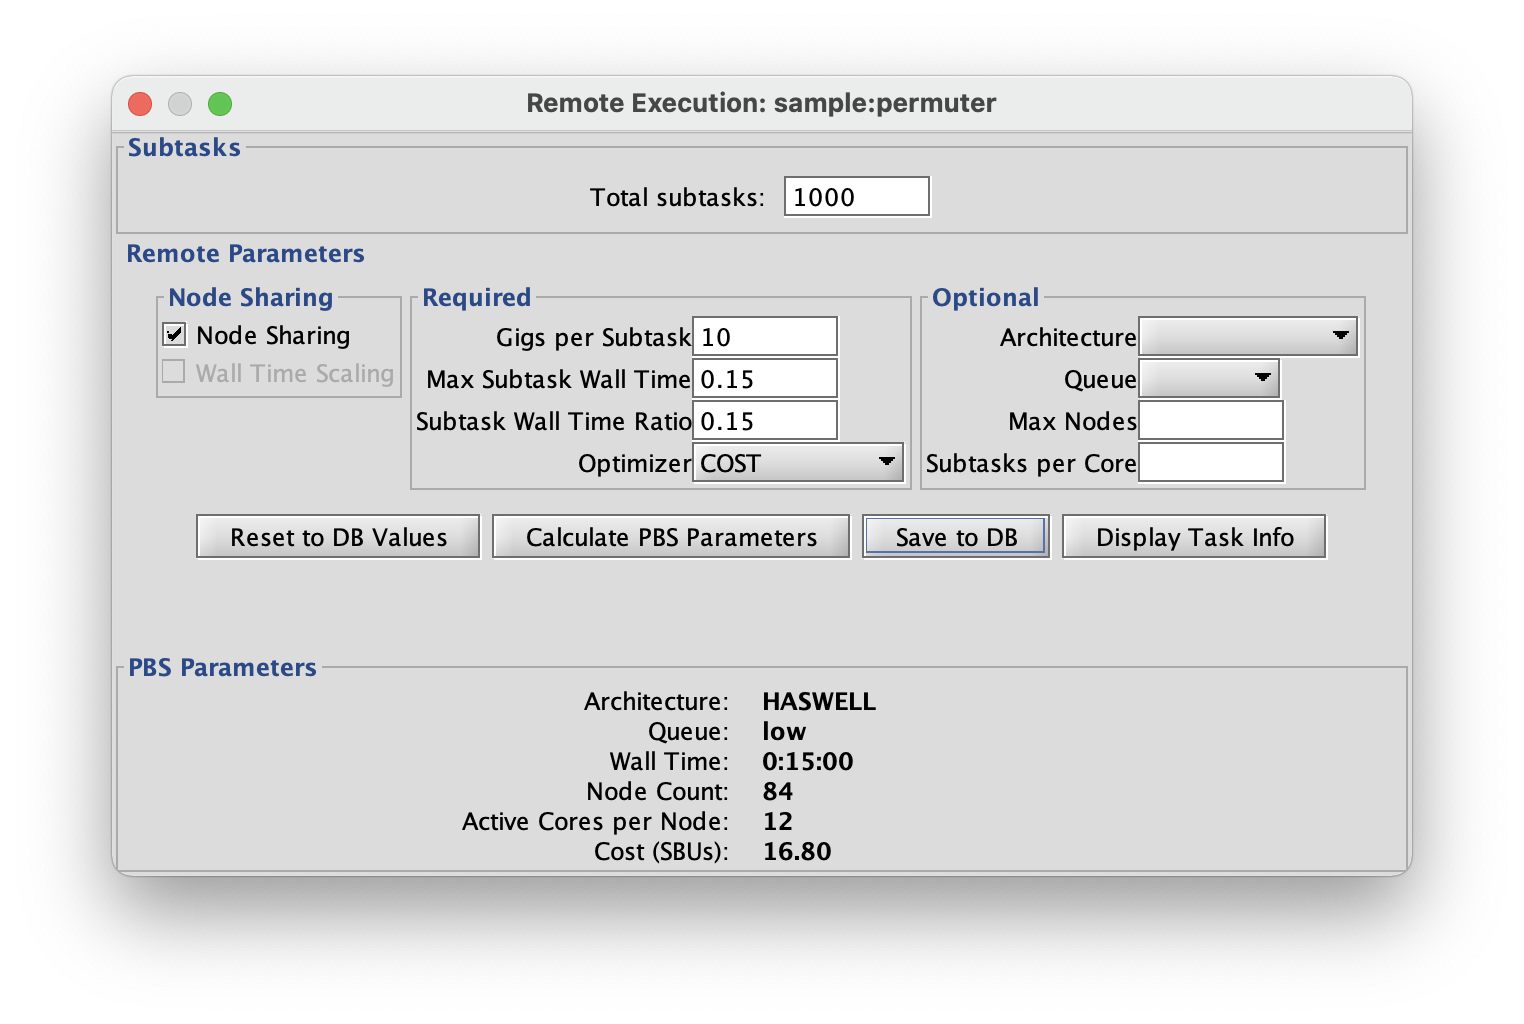 Remote Execution: sample:permuter
Subtasks
Total subtasks: 1000
Remote Parameters
Node Sharing
Node Sharing
Wall Time Scaling
Required
Gigs per Subtask 10
Max Subtask Wall Time 0.15
Subtask Wall Time Ratio 0.15
Optimizer COST
Optional
Architecture
Queue
Max Nodes
Subtasks per Core
Reset to DB Values
Calculate PBS Parameters
Save to DB
Display Task Info
PBS Parameters
Architecture: HASWELL
Queue: low
Wall Time: 0:15:00
Node Count: 84
Active Cores per Node: 12
Cost (SBUs): 16.80